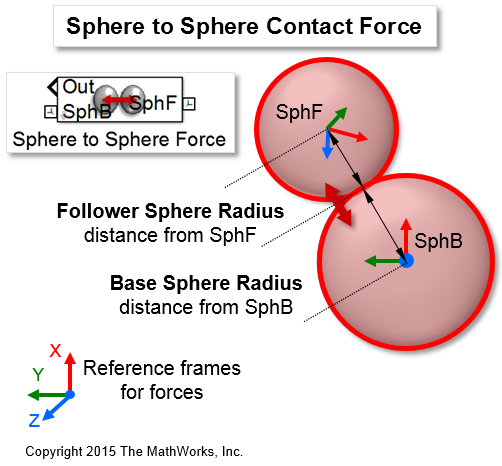 Sphere to Sphere Contact Force
Out
SphB
SphF
Sphere to Sphere Force
SphF
Follower Sphere Radius
distance from SphF
SphB
Base Sphere Radius
distance from SphB
X
Y
Z
Reference frames
for forces
Copyright 2015 The MathWorks, Inc.